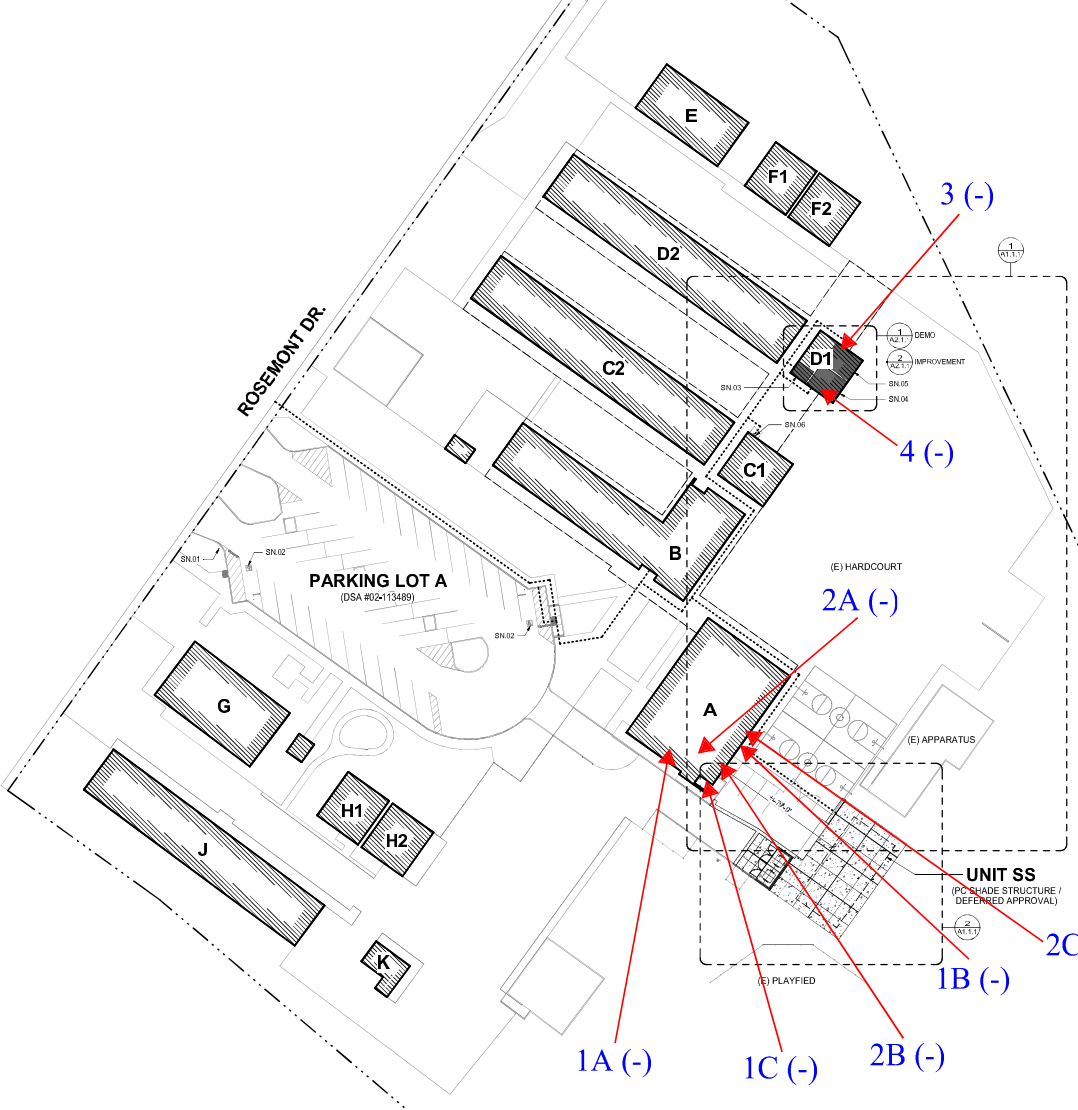 E
F1
F2
3 (-)
D2
1
A1.1.1
ROSEMONT DR.
1
A2.1.1
DEMO
D1
2
A2.1.1
IMPROVEMENT
C2
SN.03
SN.05
SN.04
SN.06
4 (-)
C1
B
SN.01
SN.02
PARKING LOT A
(DSA #02-113489)
(E) HARDCOURT
2A (-)
SN.02
G
A
(E) APPARATUS
H1
H2
J
UNIT SS
(PC SHADE STRUCTURE /
DEFERRED APPROVAL)
2
A1.1.1
2C
K
1B (-)
(E) PLAYFIED
1A (-)
1C (-)
2B (-)